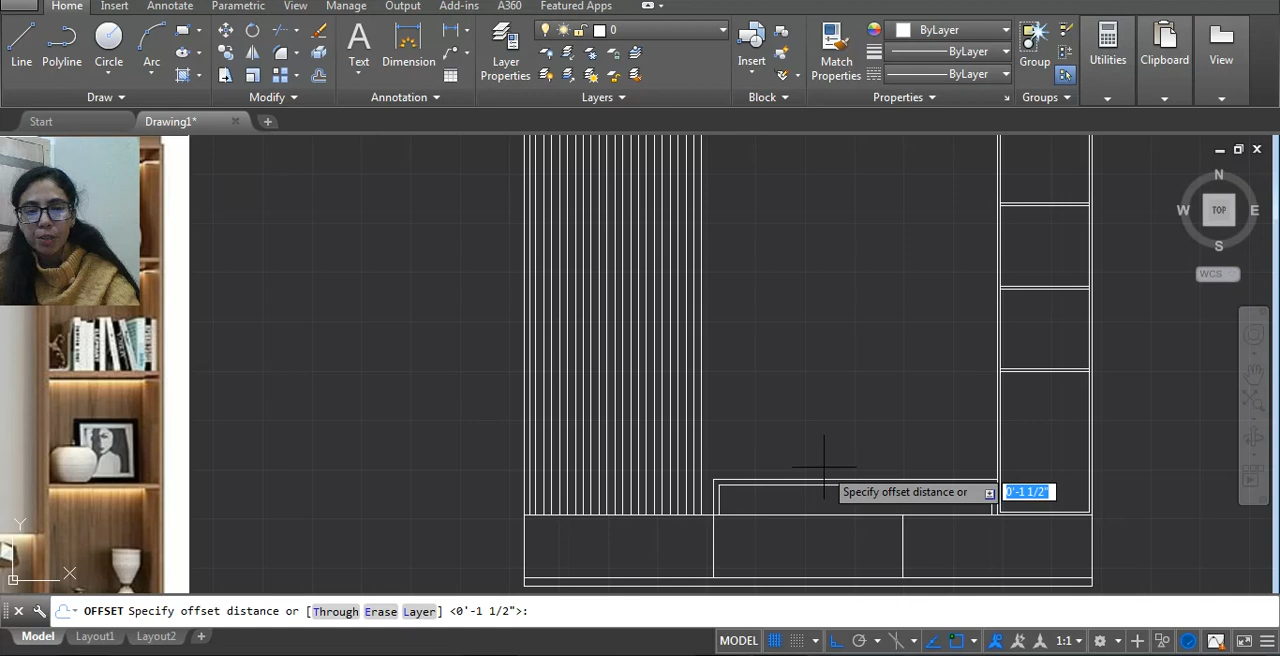 Home Insert Annotate Parametric View Manage Output Add-ins A360 Featured Apps
Line Polyline Circle Arc Text Dimension Layer Properties 0 Insert Match Properties ByLayer ByLayer ByLayer Group Utilities Clipboard View
Draw Modify Annotation Layers Block Properties Groups
Start Drawing1* +
N
W TOP E
S
WCS
Specify offset distance or 0'-1 1/2"
Y
X
OFFSET Specify offset distance or [Through Erase Layer] <0'-1 1/2">:
Model Layout1 Layout2 + MODEL 1:1